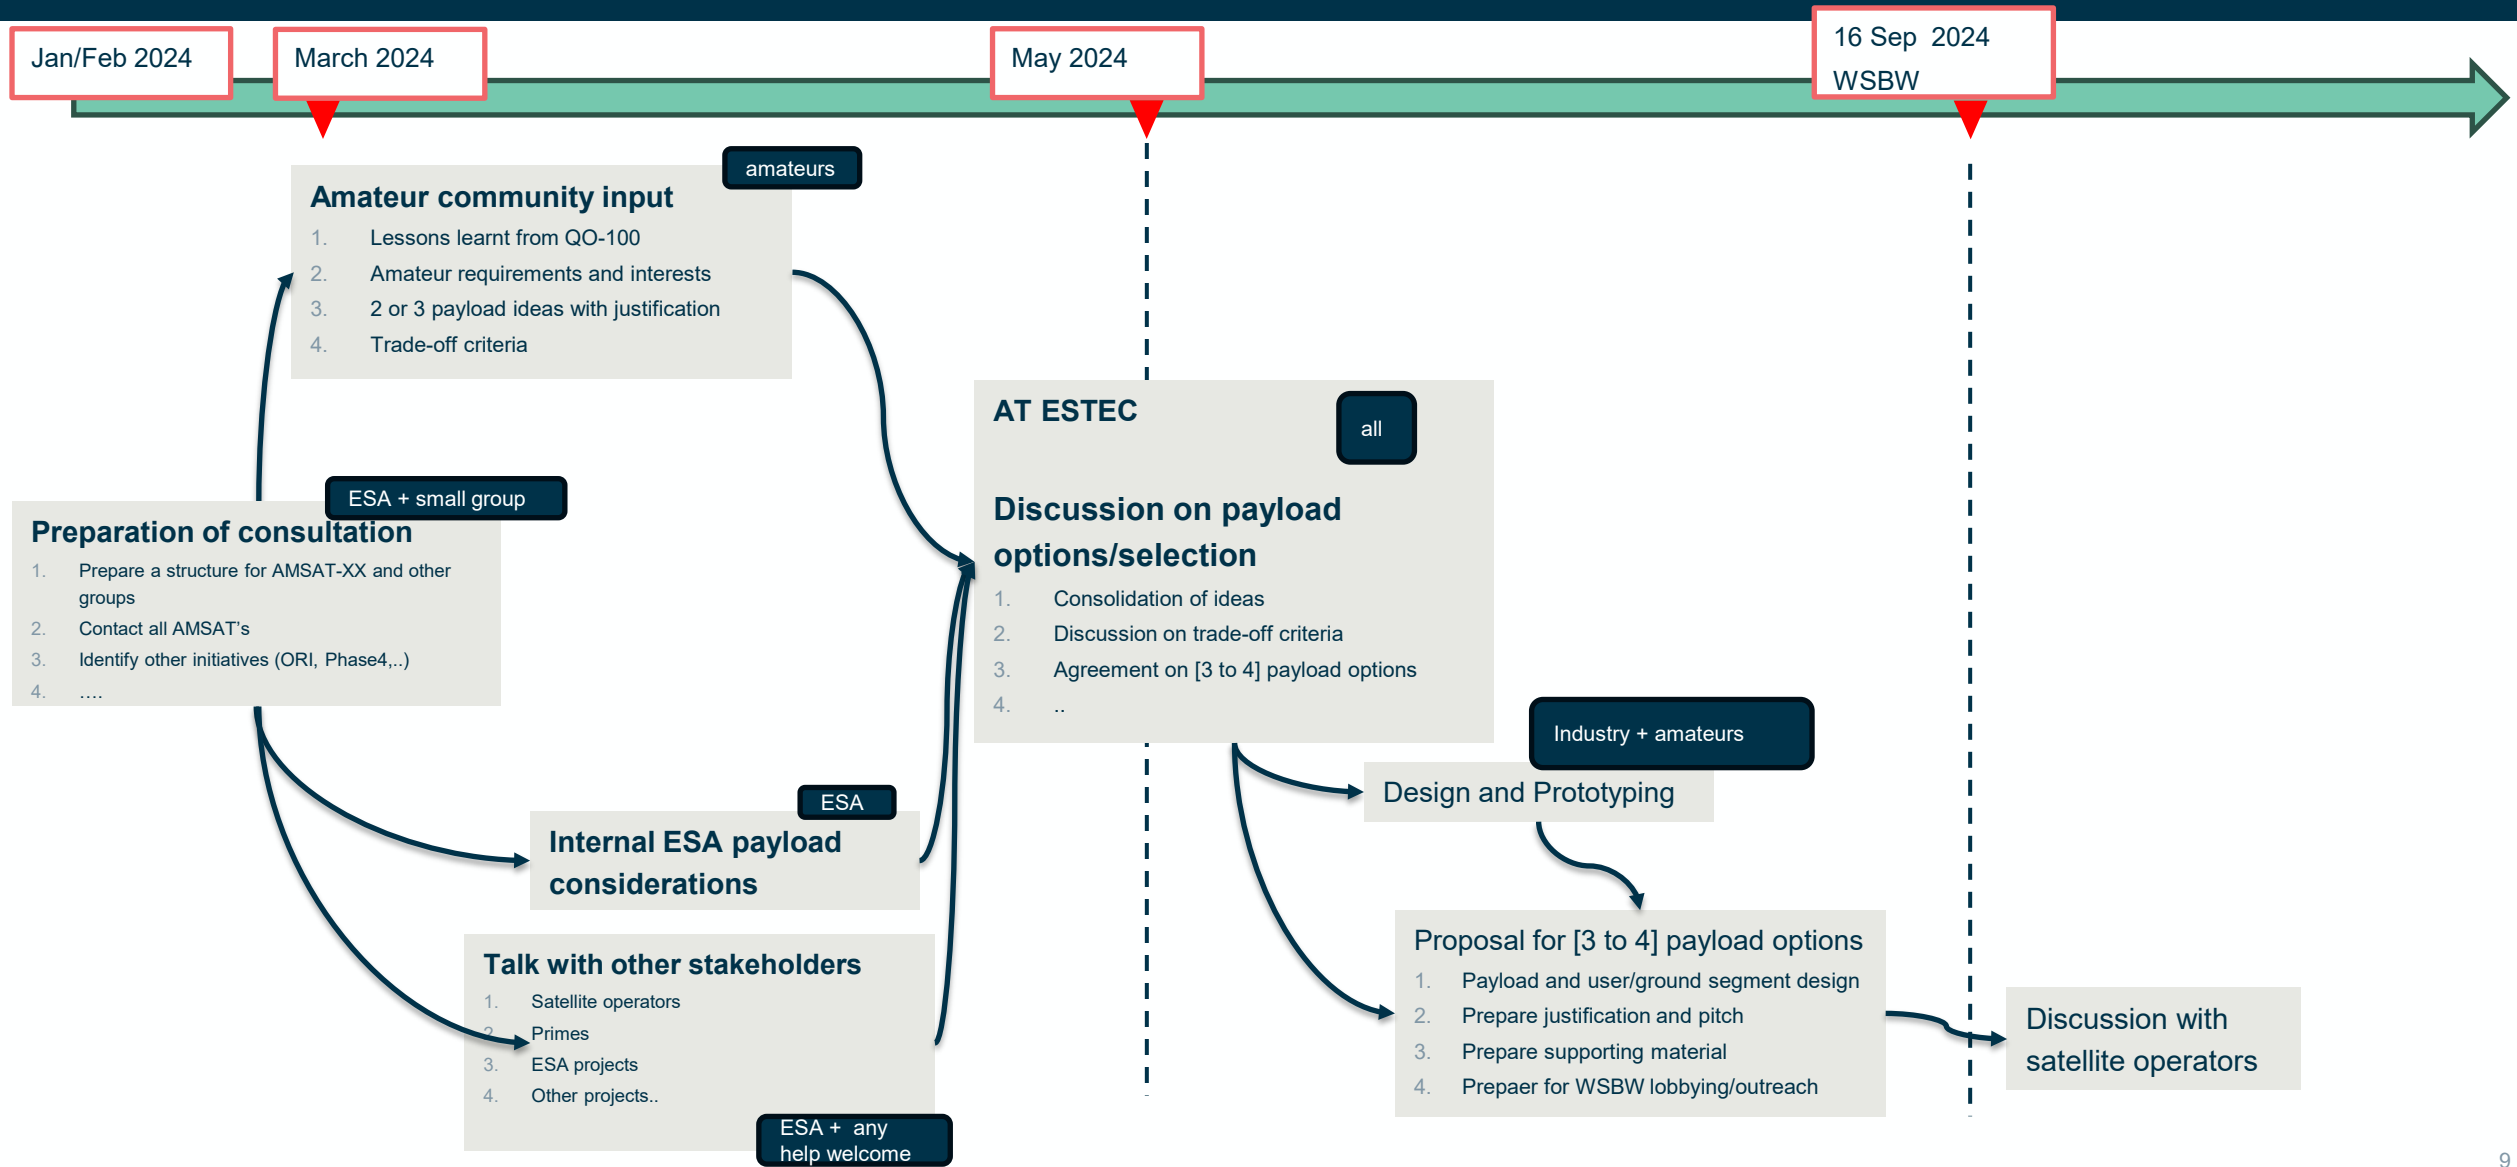 Jan/Feb 2024
March 2024
May 2024
16 Sep 2024
WSBW
amateurs
Amateur community input
1. Lessons learnt from QO-100
2. Amateur requirements and interests
3. 2 or 3 payload ideas with justification
4. Trade-off criteria
ESA + small group
Preparation of consultation
1. Prepare a structure for AMSAT-XX and other
groups
2. Contact all AMSAT’s
3. Identify other initiatives (ORI, Phase4,..)
4. ….
AT ESTEC
all
Discussion on payload
options/selection
1. Consolidation of ideas
2. Discussion on trade-off criteria
3. Agreement on [3 to 4] payload options
4. ..
ESA
Internal ESA payload
considerations
Talk with other stakeholders
1. Satellite operators
2. Primes
3. ESA projects
4. Other projects..
ESA + any
help welcome
Industry + amateurs
Design and Prototyping
Proposal for [3 to 4] payload options
1. Payload and user/ground segment design
2. Prepare justification and pitch
3. Prepare supporting material
4. Prepaer for WSBW lobbying/outreach
Discussion with
satellite operators
9